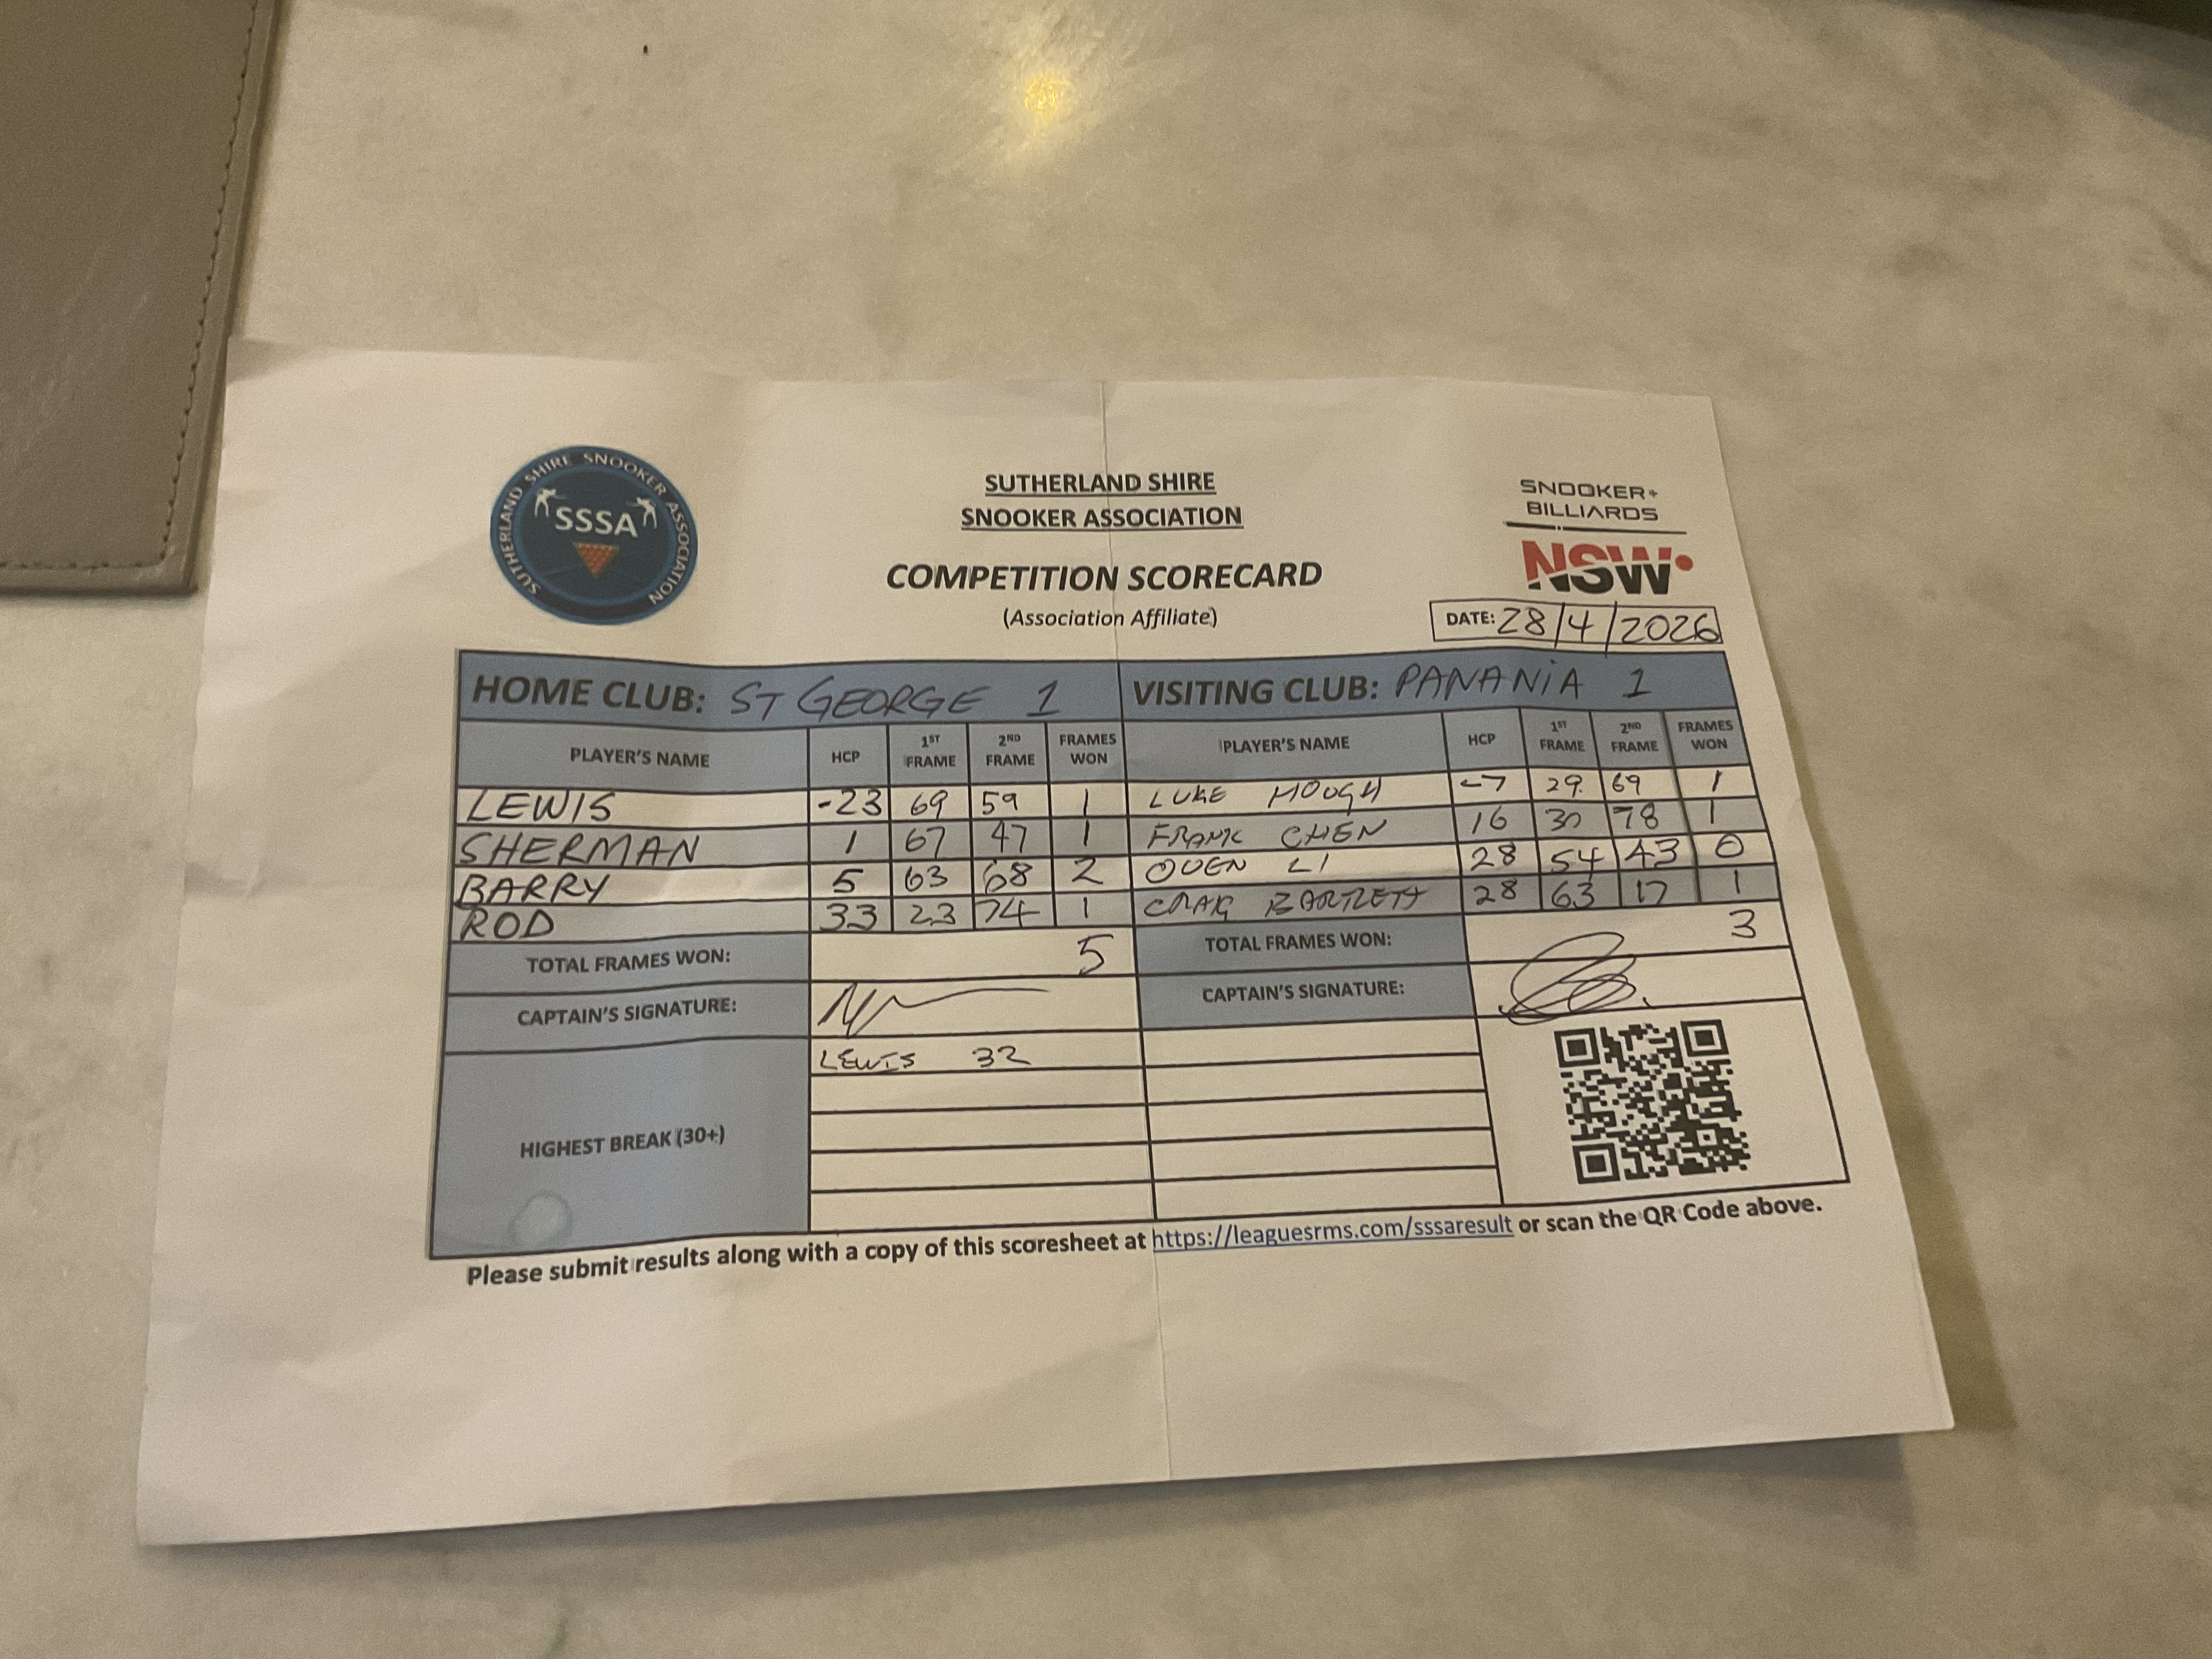 SUTHERLAND SHIRE SNOOKER ASSOCIATION
SSSA
SUTHERLAND SHIRE
SNOOKER ASSOCIATION
COMPETITION SCORECARD
(Association Affiliate)
SNOOKER+
BILLIARDS
NSW
DATE: 28/4/2026
HOME CLUB: ST GEORGE 1 VISITING CLUB: PANANIA 1
PLAYER'S NAME HCP 1ST FRAME 2ND FRAME FRAMES WON PLAYER'S NAME HCP 1ST FRAME 2ND FRAME FRAMES WON
LEWIS -23 69 59 1 LUKE HOUGH -7 29 69 1
SHERMAN 1 67 47 1 FRANK CHEN 16 30 78 1
BARRY 5 63 68 2 OUEN LI 28 54 43 0
ROD 33 23 74 1 CRAIG BARTLETT 28 63 17 1
TOTAL FRAMES WON: 5 TOTAL FRAMES WON: 3
CAPTAIN'S SIGNATURE: CAPTAIN'S SIGNATURE:
HIGHEST BREAK (30+) LEWIS 32
Please submit results along with a copy of this scoresheet at https://leaguesrms.com/sssaresult or scan the QR Code above.